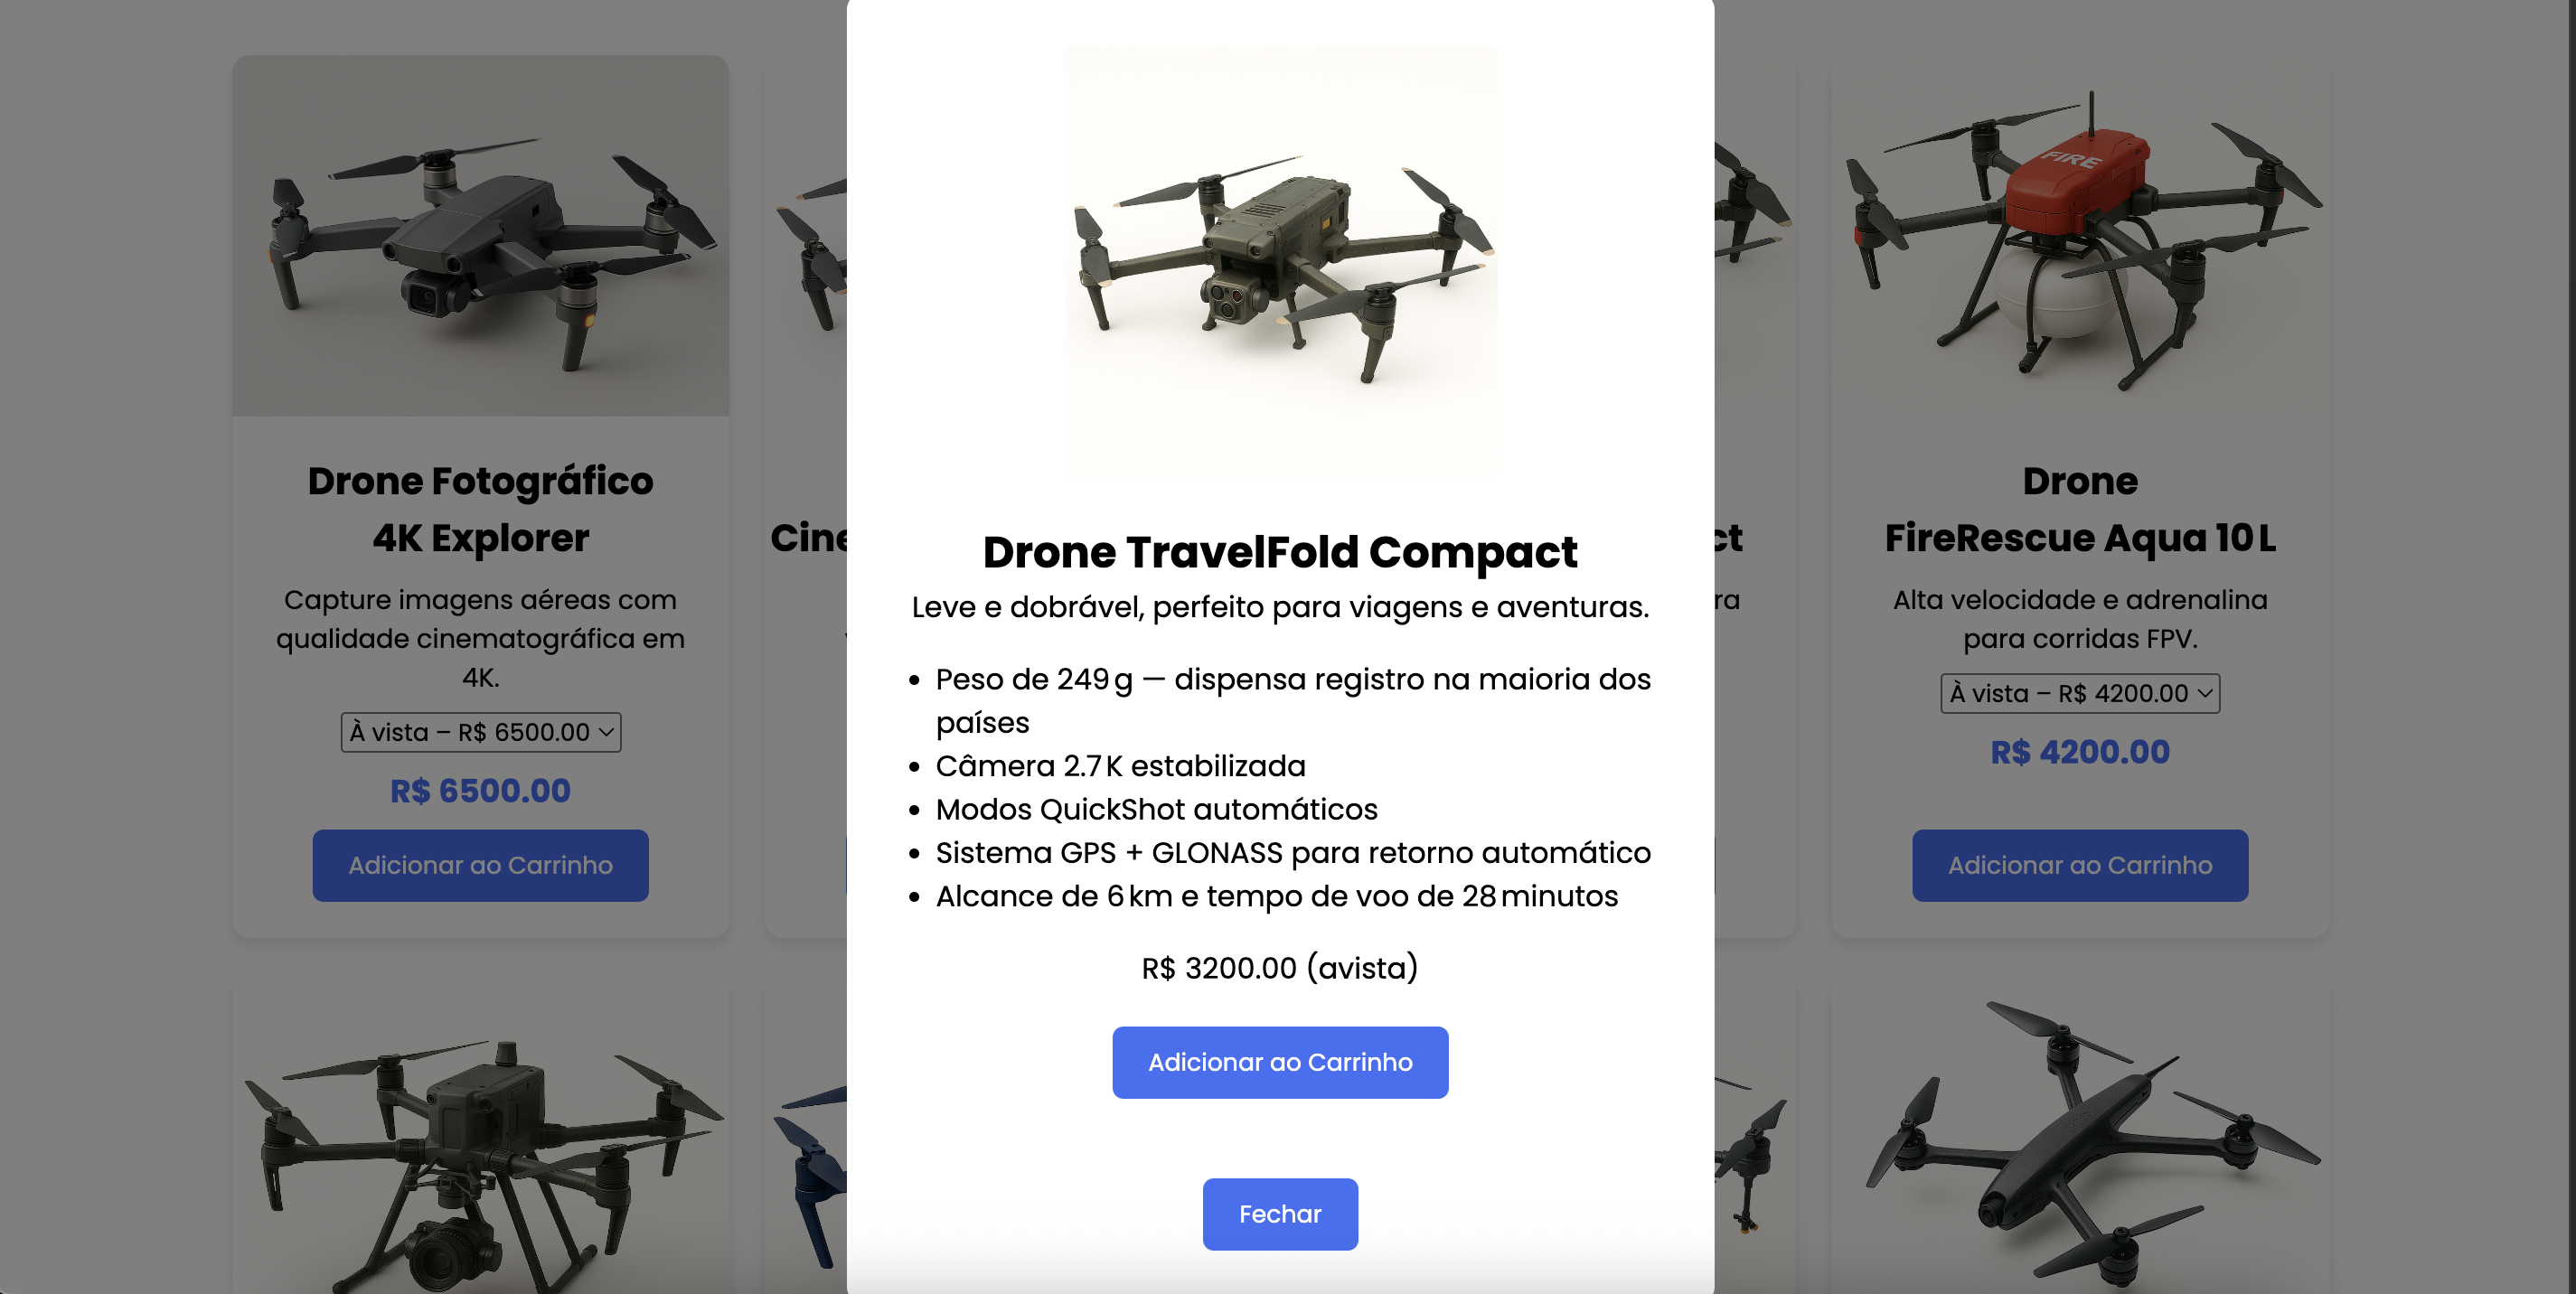 FIRE
Drone Fotográfico
4K Explorer
Capture imagens aéreas com
qualidade cinematográfica em
4K.
À vista – R$ 6500.00
R$ 6500.00
Adicionar ao Carrinho
Drone TravelFold Compact
Leve e dobrável, perfeito para viagens e aventuras.
• Peso de 249 g — dispensa registro na maioria dos
países
• Câmera 2.7 K estabilizada
• Modos QuickShot automáticos
• Sistema GPS + GLONASS para retorno automático
• Alcance de 6 km e tempo de voo de 28 minutos
R$ 3200.00 (avista)
Adicionar ao Carrinho
Fechar
Drone
FireRescue Aqua 10 L
Alta velocidade e adrenalina
para corridas FPV.
À vista – R$ 4200.00
R$ 4200.00
Adicionar ao Carrinho